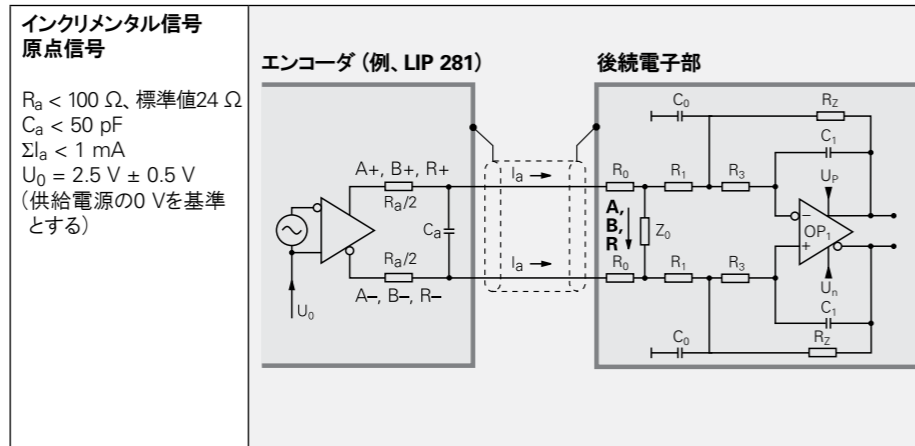 インクリメンタル信号
原点信号
Ra < 100 Ω、標準値24 Ω
Ca < 50 pF
ΣIa < 1 mA
U0 = 2.5 V ± 0.5 V
(供給電源の0 Vを基準
とする)
エンコーダ (例、LIP 281)
後続電子部
A+, B+, R+
Ra/2
Ca
Ra/2
A–, B–, R–
U0
Ia
Ia
C0
RZ
C1
UP
R0
R1
R3
A,
B,
R
Z0
–
OP1
+
R0
R1
R3
Un
C1
C0
RZ